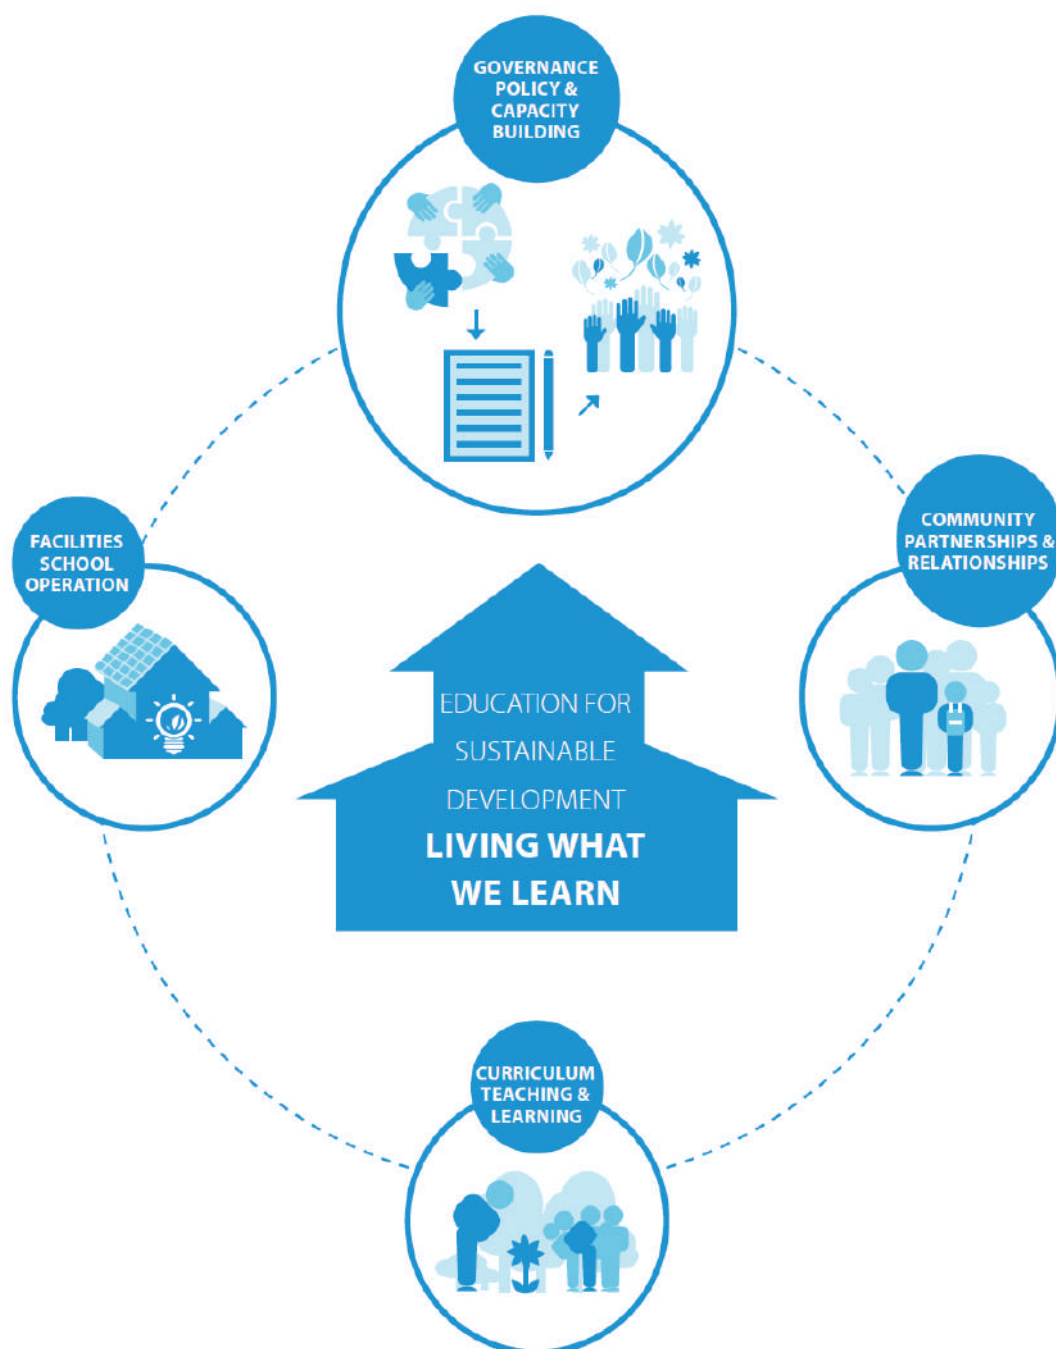 GOVERNANCE
POLICY &
CAPACITY
BUILDING
FACILITIES
SCHOOL
OPERATION
COMMUNITY
PARTNERSHIPS &
RELATIONSHIPS
EDUCATION FOR
SUSTAINABLE
DEVELOPMENT
LIVING WHAT
WE LEARN
CURRICULUM
TEACHING &
LEARNING